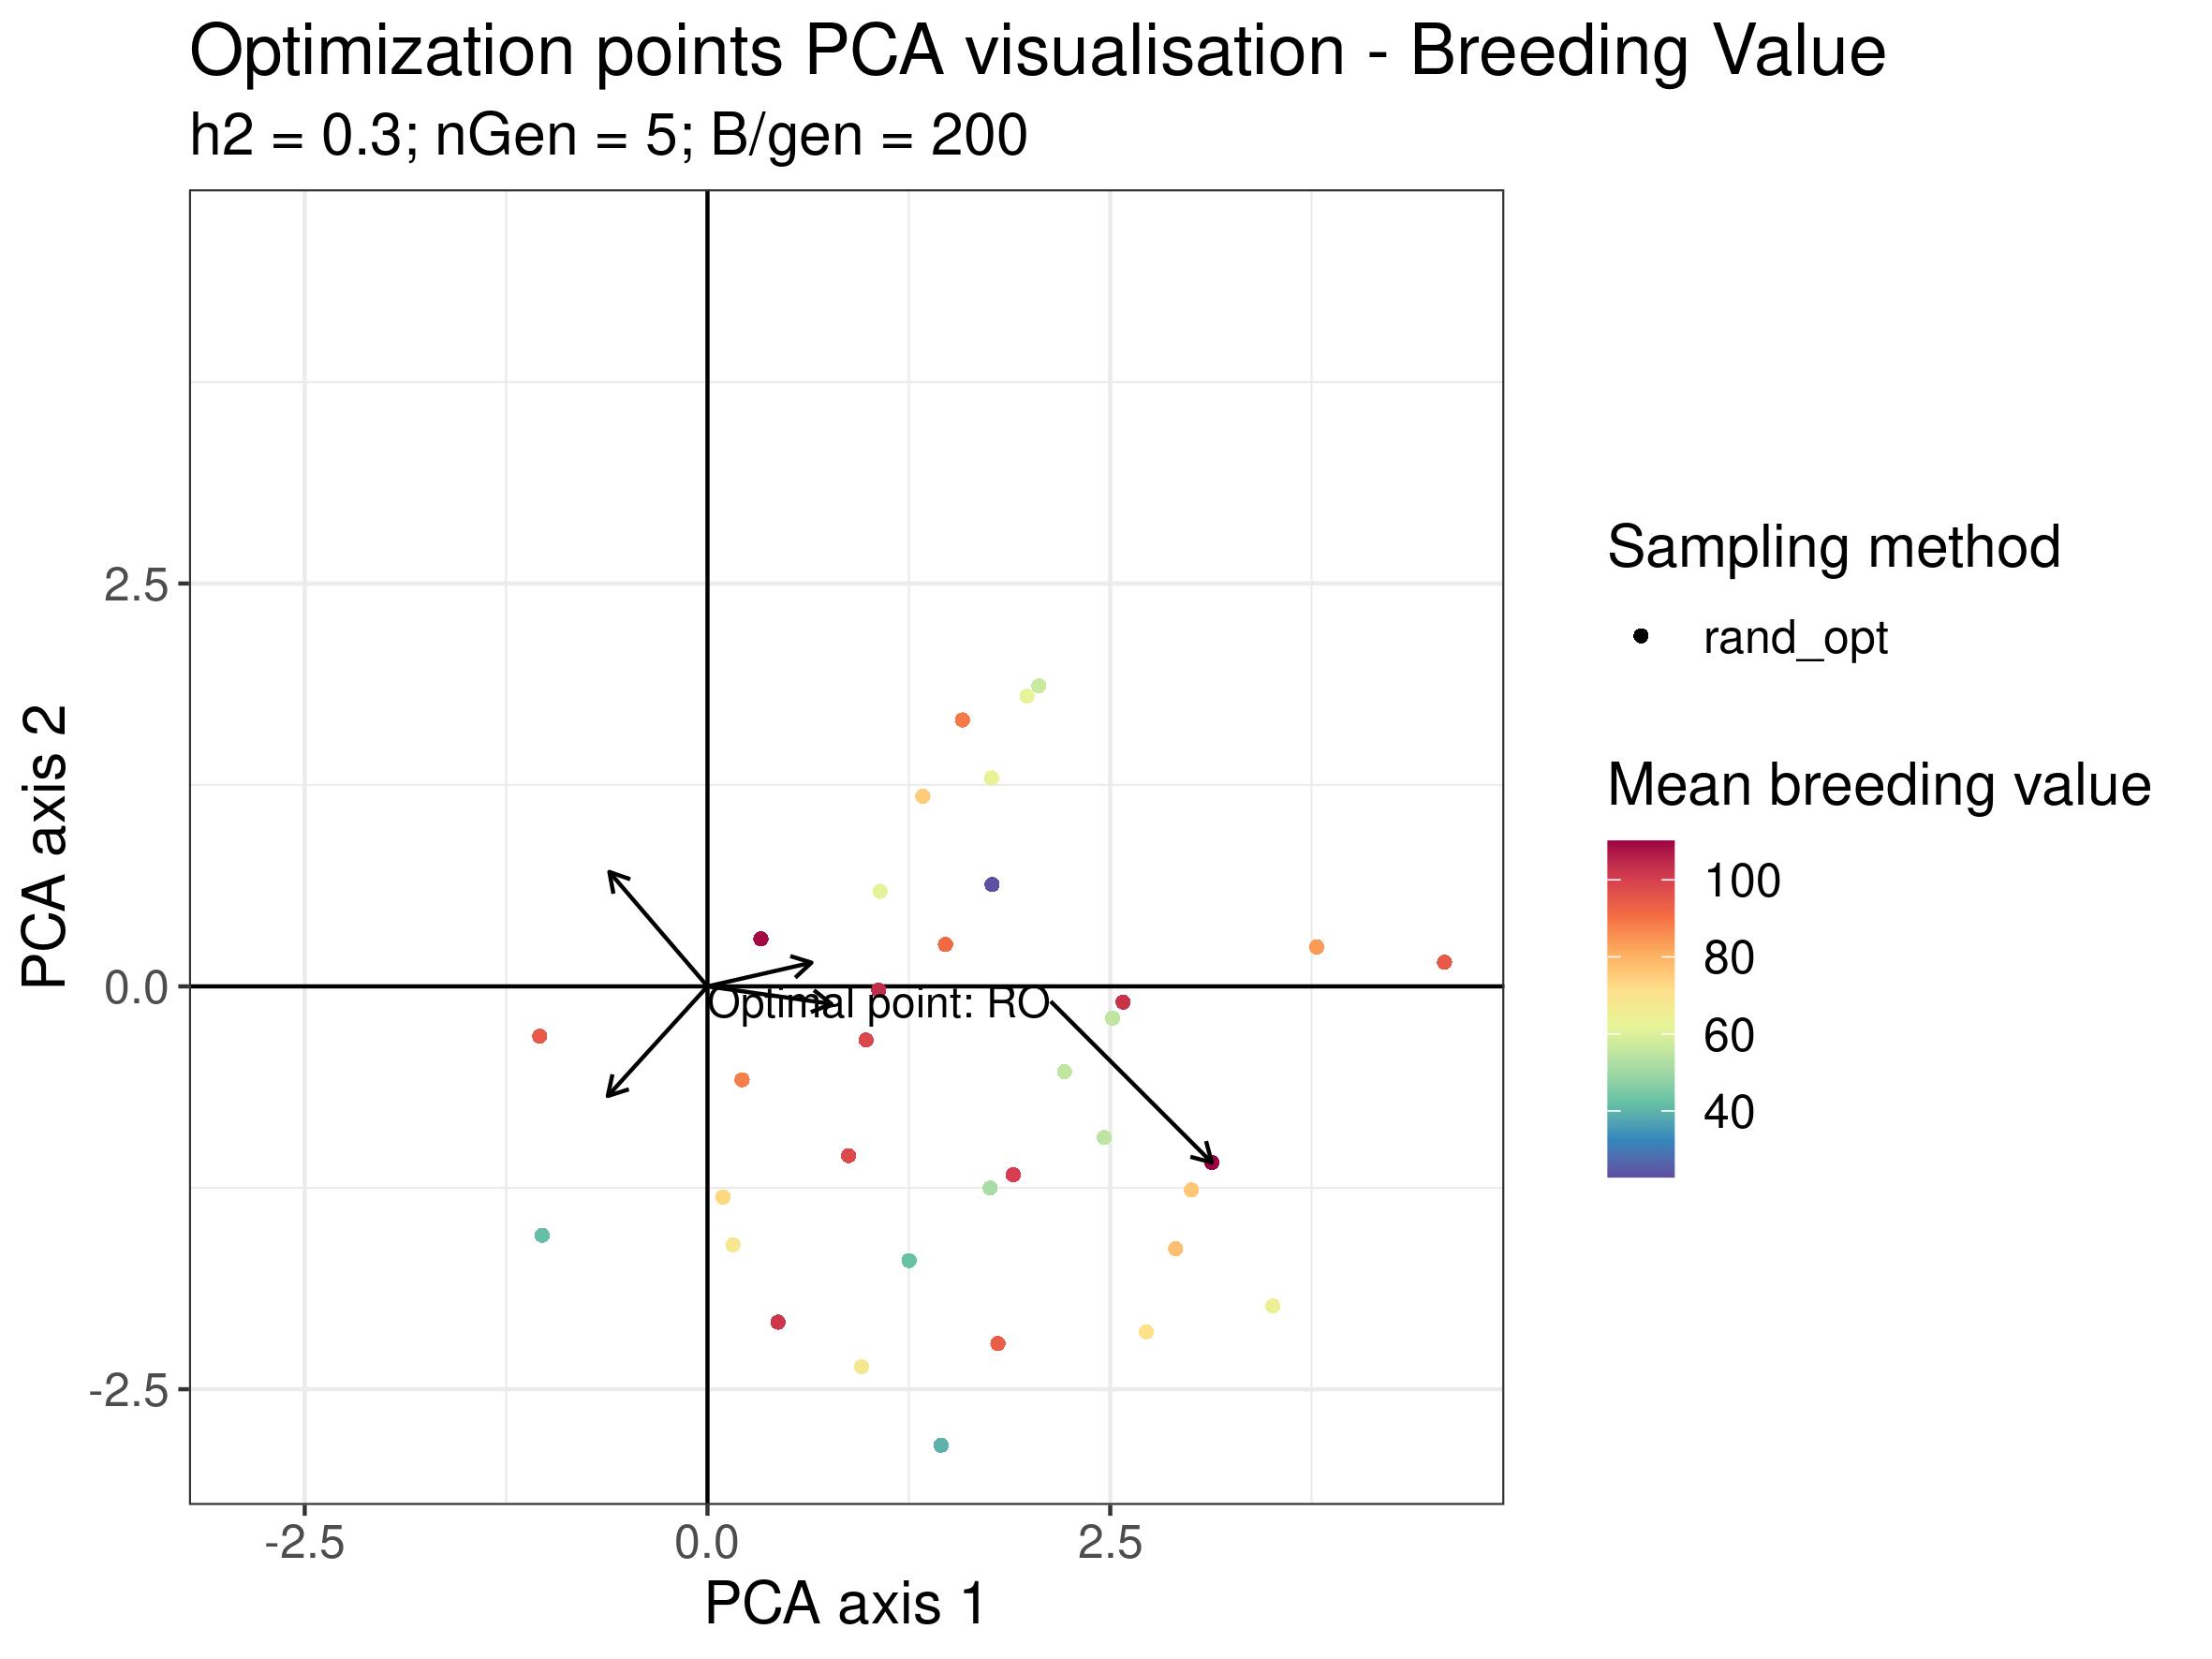 Optimization points PCA visualisation - Breeding Value
h2 = 0.3; nGen = 5; B/gen = 200
PCA axis 2
2.5
0.0
-2.5
Optimal point: RO
-2.5
0.0
2.5
PCA axis 1
Sampling method
rand_opt
Mean breeding value
100
80
60
40